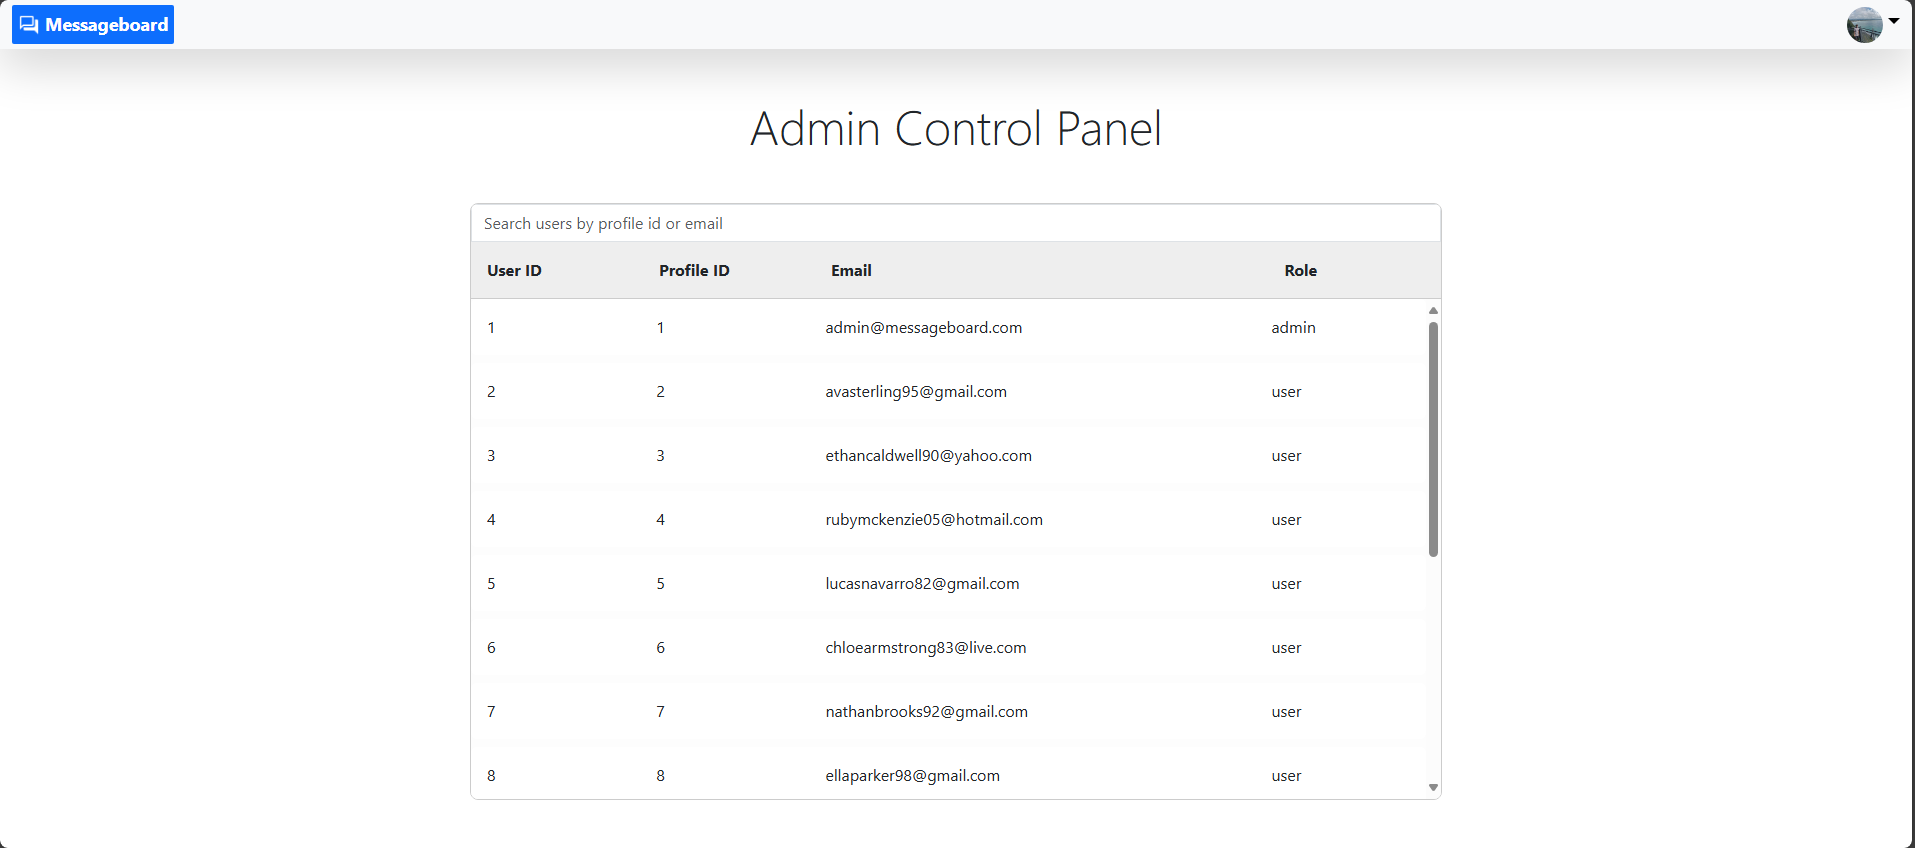 Messageboard
Admin Control Panel
Search users by profile id or email
User ID Profile ID Email Role
1 1 admin@messageboard.com admin
2 2 avasterling95@gmail.com user
3 3 ethancaldwell90@yahoo.com user
4 4 rubymckenzie05@hotmail.com user
5 5 lucasnavarro82@gmail.com user
6 6 chloearmstrong83@live.com user
7 7 nathanbrooks92@gmail.com user
8 8 ellaparker98@gmail.com user